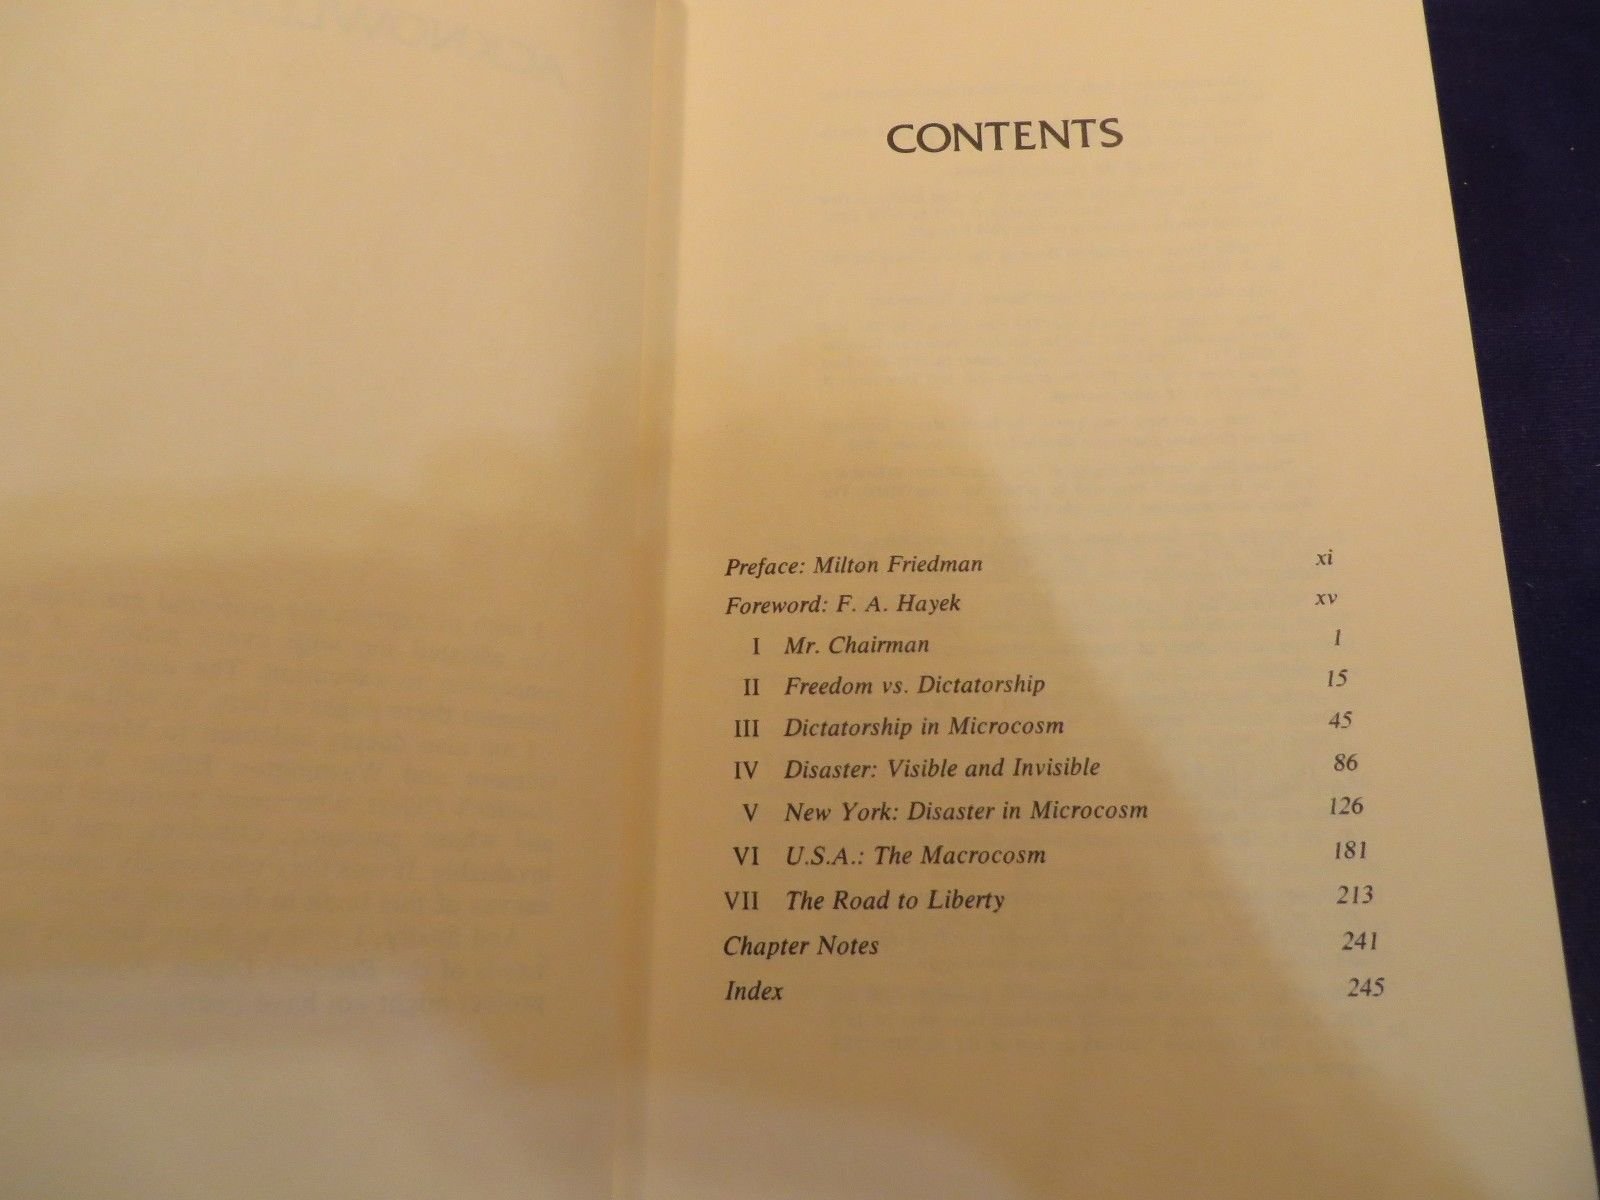 CONTENTS
Preface: Milton Friedman xi
Foreword: F. A. Hayek xv
I Mr. Chairman 1
II Freedom vs. Dictatorship 15
III Dictatorship in Microcosm 45
IV Disaster: Visible and Invisible 86
V New York: Disaster in Microcosm 126
VI U.S.A.: The Macrocosm 181
VII The Road to Liberty 213
Chapter Notes 241
Index 245